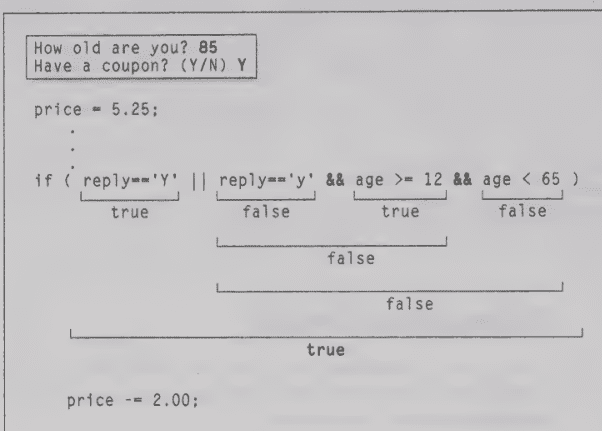 How old are you? 85
Have a coupon? (Y/N) Y
price = 5.25;
.
.
.
if ( reply=='Y' || reply=='y' && age >= 12 && age < 65 )
true false true false
false
false
true
price -= 2.00;